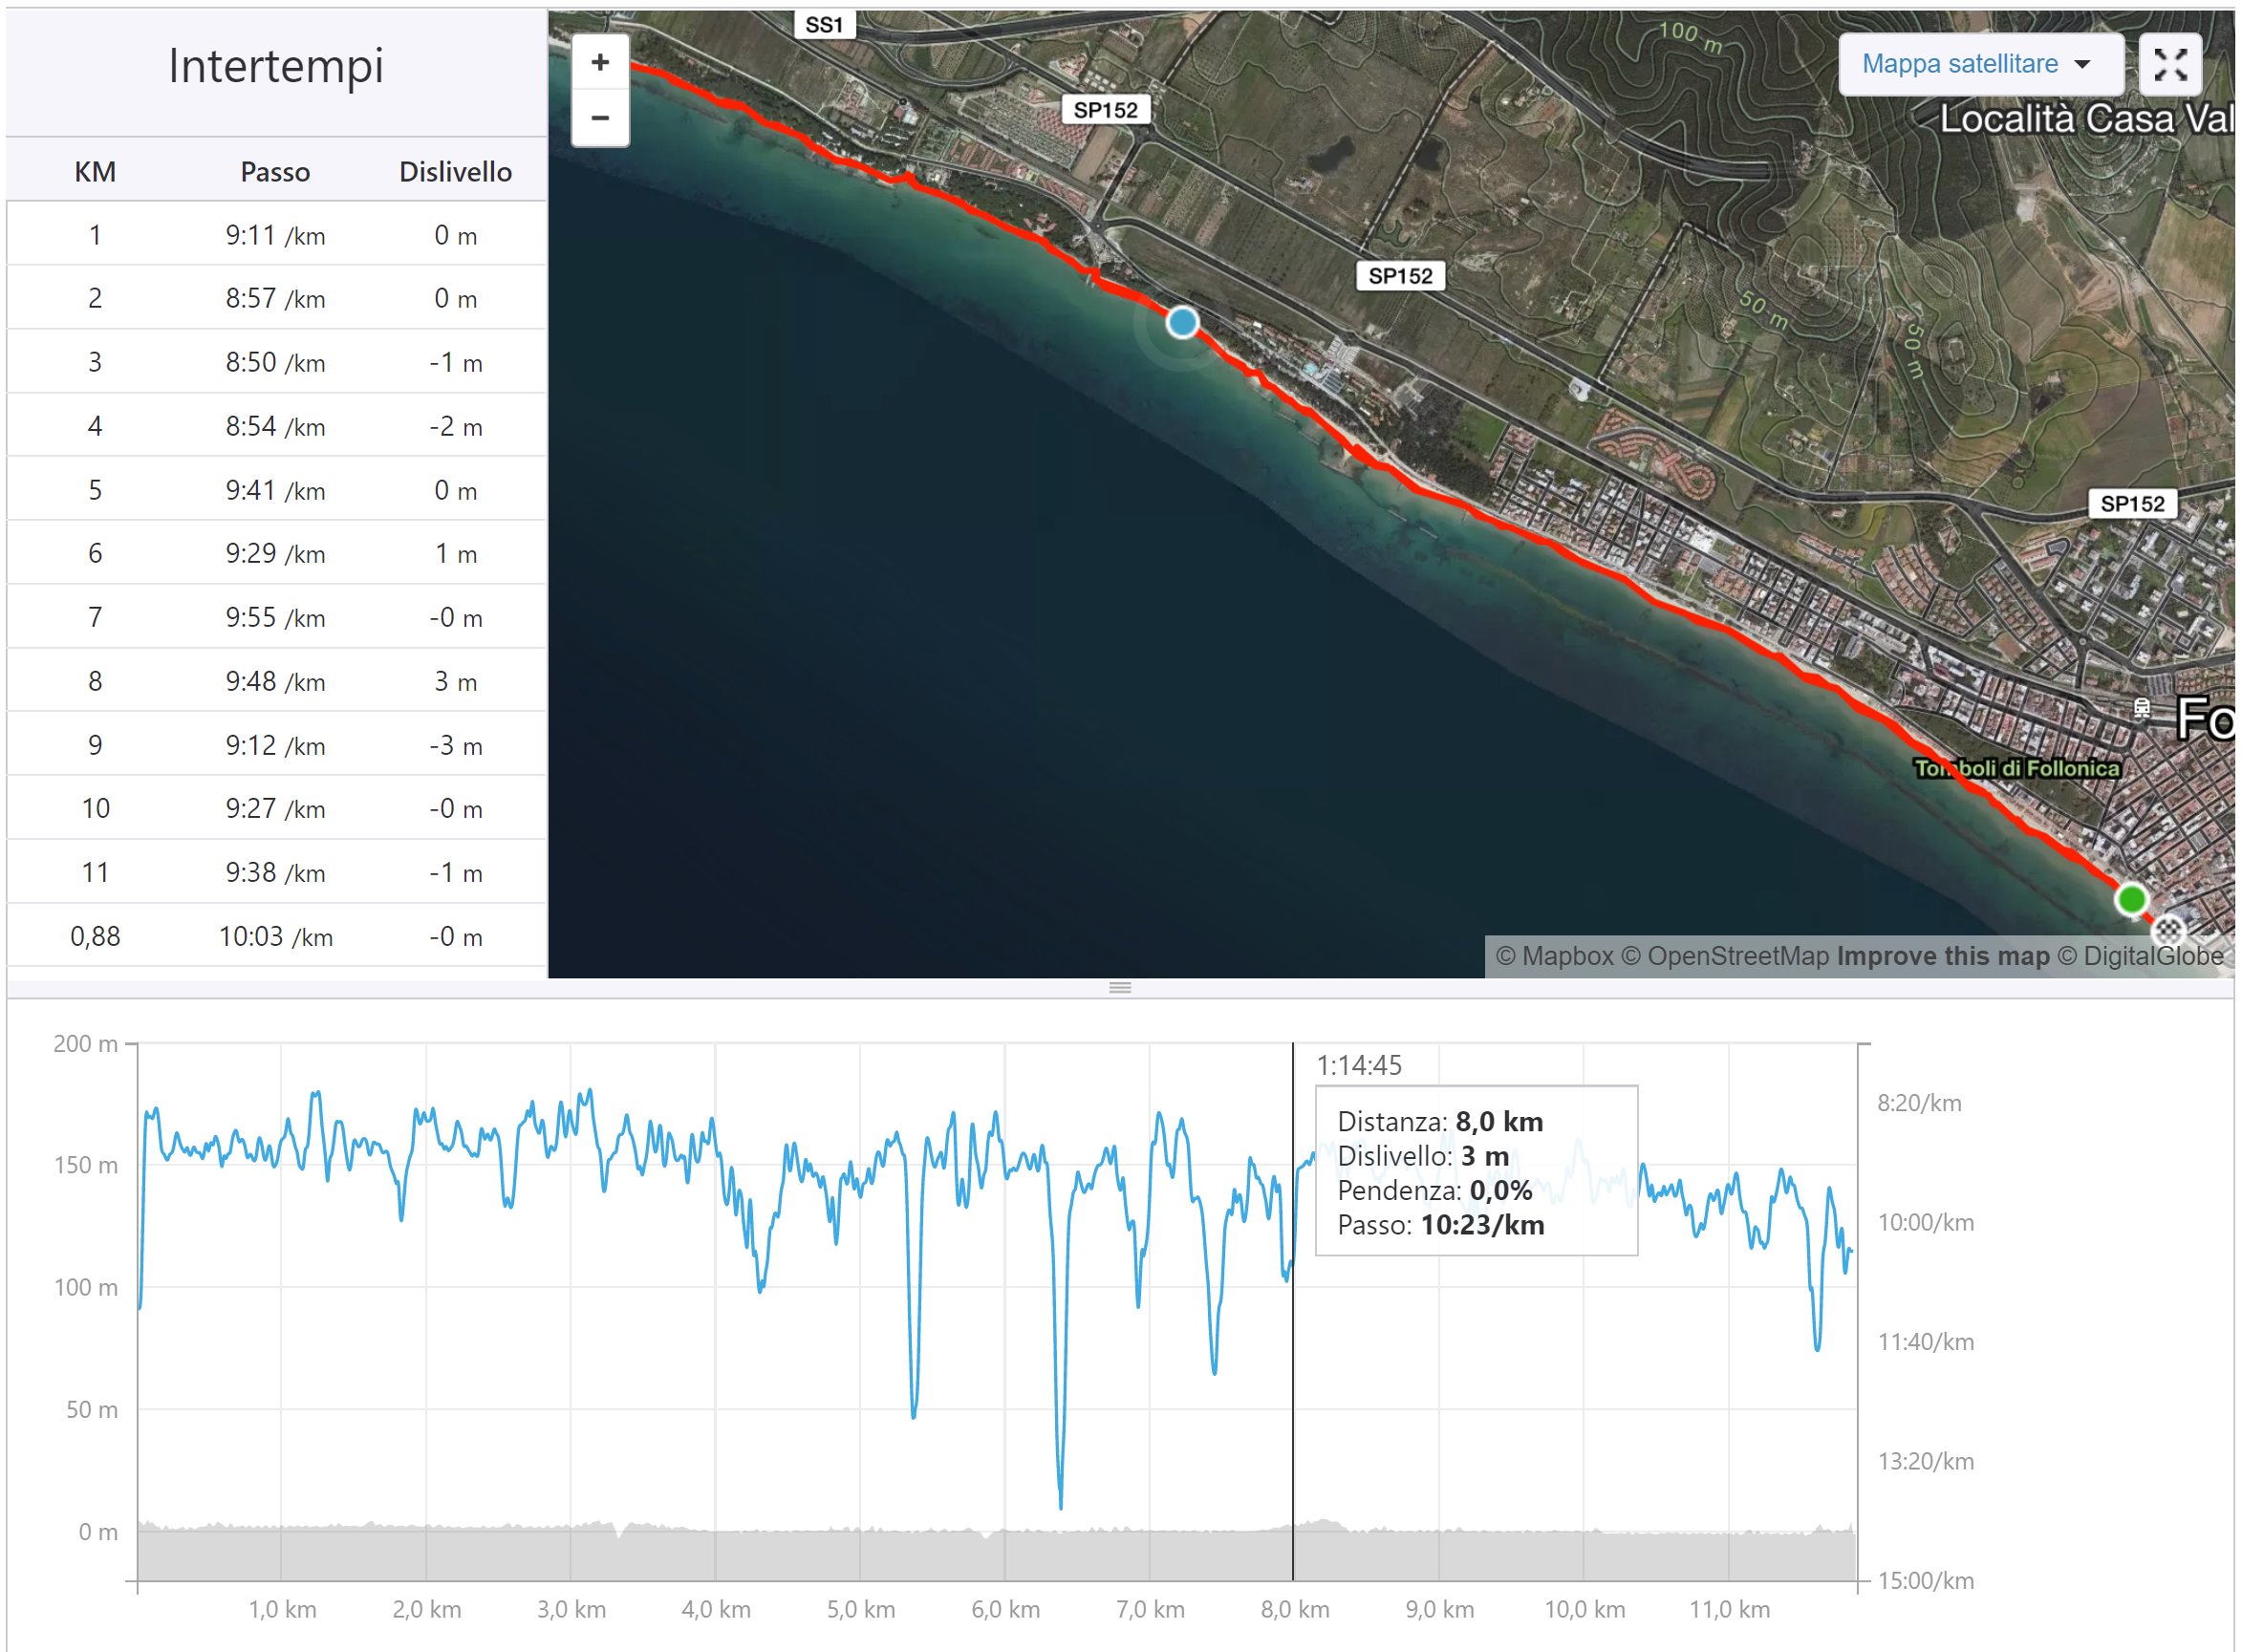 Intertempi
KM Passo Dislivello
1 9:11 /km 0 m
2 8:57 /km 0 m
3 8:50 /km -1 m
4 8:54 /km -2 m
5 9:41 /km 0 m
6 9:29 /km 1 m
7 9:55 /km -0 m
8 9:48 /km 3 m
9 9:12 /km -3 m
10 9:27 /km -0 m
11 9:38 /km -1 m
0,88 10:03 /km -0 m
+
−
SS1
100 m
Mappa satellitare
SP152
Località Casa Val
SP152
50 m
50 m
SP152
Fo
Tomboli di Follonica
© Mapbox © OpenStreetMap Improve this map © DigitalGlobe
200 m
150 m
100 m
50 m
0 m
1:14:45
Distanza: 8,0 km
Dislivello: 3 m
Pendenza: 0,0%
Passo: 10:23/km
8:20/km
10:00/km
11:40/km
13:20/km
15:00/km
1,0 km 2,0 km 3,0 km 4,0 km 5,0 km 6,0 km 7,0 km 8,0 km 9,0 km 10,0 km 11,0 km